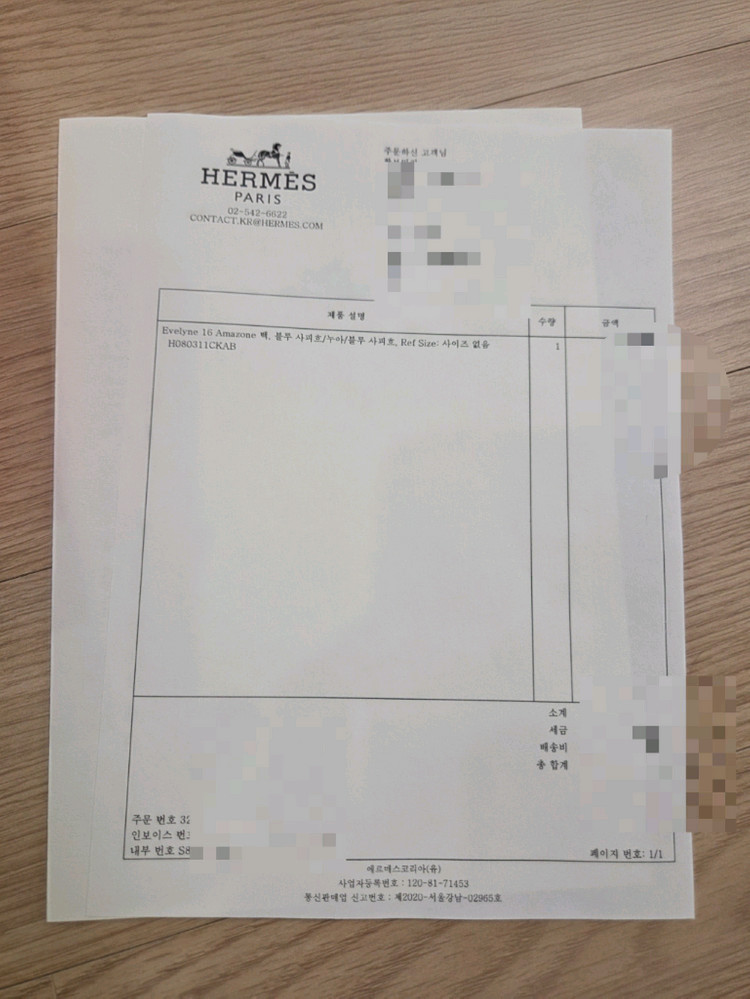 HERMÈS
PARIS
02-542-6622
CONTACT.KR@HERMES.COM
주문하신 고객님
제품 설명
수량
금액
Evelyne 16 Amazone 백, 블루 사피흐/누아/블루 사피흐, Ref Size: 사이즈 없음
1
H080311CKAB
소계
세금
배송비
총 합계
주문 번호 32
인보이스 번
내부 번호 S8
페이지 번호: 1/1
에르메스코리아(유)
사업자등록번호 : 120-81-71453
통신판매업 신고번호 : 제2020-서울강남-02965호